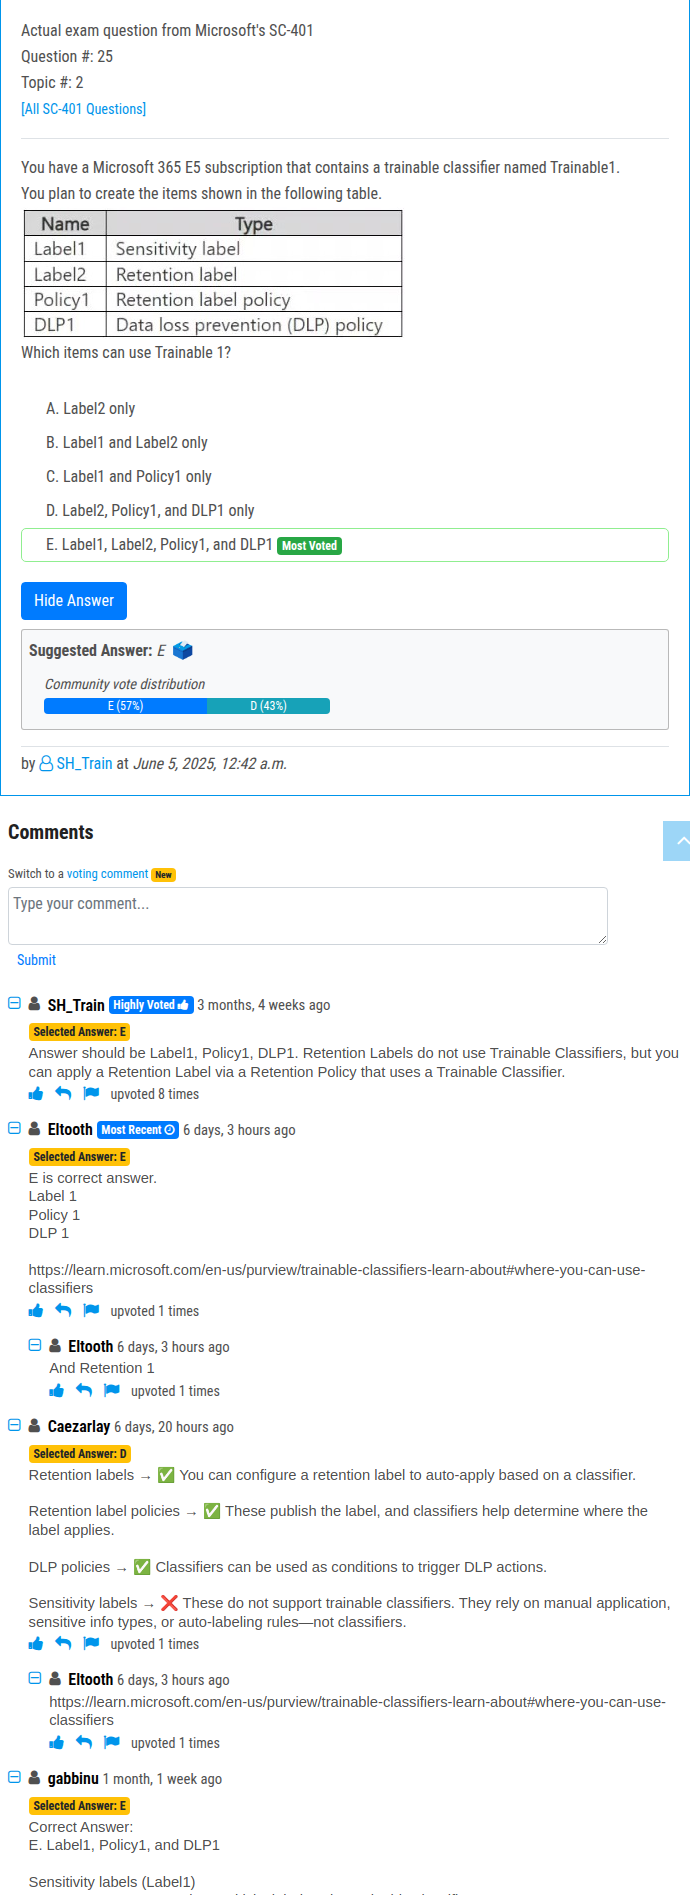 Actual exam question from Microsoft's SC-401
Question #: 25
Topic #: 2
[All SC-401 Questions]
You have a Microsoft 365 E5 subscription that contains a trainable classifier named Trainable1.
You plan to create the items shown in the following table.
Name Type
Label1 Sensitivity label
Label2 Retention label
Policy1 Retention label policy
DLP1 Data loss prevention (DLP) policy
Which items can use Trainable 1?
A. Label2 only
B. Label1 and Label2 only
C. Label1 and Policy1 only
D. Label2, Policy1, and DLP1 only
E. Label1, Label2, Policy1, and DLP1 Most Voted
Hide Answer
Suggested Answer: E
Community vote distribution
E (57%) D (43%)
by SH_Train at June 5, 2025, 12:42 a.m.
Comments
Switch to a voting comment New
Type your comment...
Submit
SH_Train Highly Voted 3 months, 4 weeks ago
Selected Answer: E
Answer should be Label1, Policy1, DLP1. Retention Labels do not use Trainable Classifiers, but you
can apply a Retention Label via a Retention Policy that uses a Trainable Classifier.
upvoted 8 times
Eltooth Most Recent 6 days, 3 hours ago
Selected Answer: E
E is correct answer.
Label 1
Policy 1
DLP 1
https://learn.microsoft.com/en-us/purview/trainable-classifiers-learn-about#where-you-can-use-
classifiers
upvoted 1 times
Eltooth 6 days, 3 hours ago
And Retention 1
upvoted 1 times
Caezarlay 6 days, 20 hours ago
Selected Answer: D
Retention labels → ✅ You can configure a retention label to auto-apply based on a classifier.
Retention label policies → ✅ These publish the label, and classifiers help determine where the
label applies.
DLP policies → ✅ Classifiers can be used as conditions to trigger DLP actions.
Sensitivity labels → ❌ These do not support trainable classifiers. They rely on manual application,
sensitive info types, or auto-labeling rules—not classifiers.
upvoted 1 times
Eltooth 6 days, 3 hours ago
https://learn.microsoft.com/en-us/purview/trainable-classifiers-learn-about#where-you-can-use-
classifiers
upvoted 1 times
gabbinu 1 month, 1 week ago
Selected Answer: E
Correct Answer:
E. Label1, Policy1, and DLP1
Sensitivity labels (Label1)